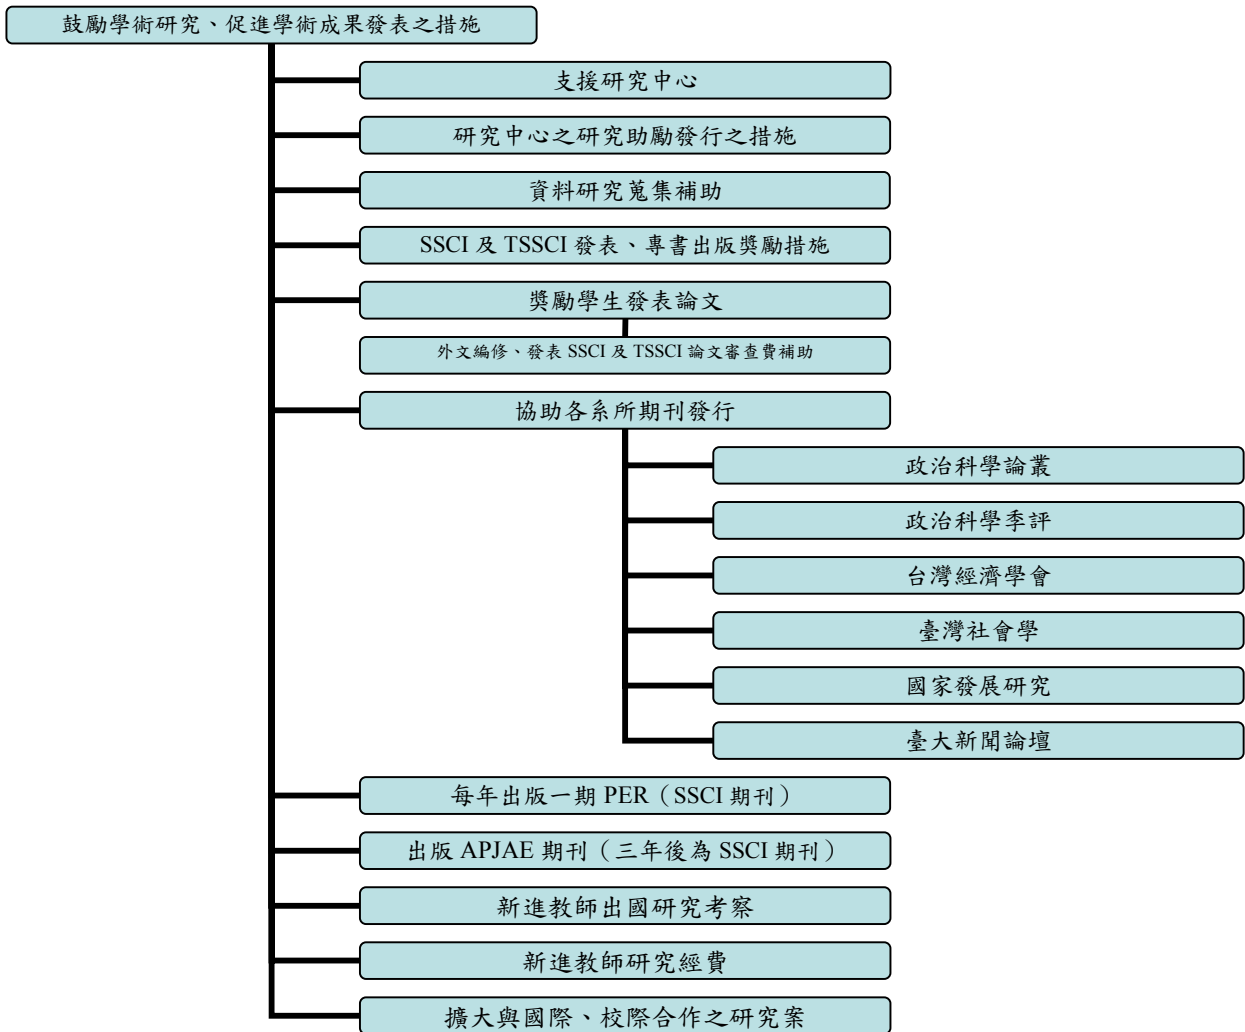 鼓勵學術研究、促進學術成果發表之措施
支援研究中心
研究中心之研究助勵發行之措施
資料研究蒐集補助
SSCI 及 TSSCI 發表、專書出版獎勵措施
獎勵學生發表論文
外文編修、發表 SSCI 及 TSSCI 論文審查費補助
協助各系所期刊發行
政治科學論叢
政治科學季評
台灣經濟學會
臺灣社會學
國家發展研究
臺大新聞論壇
每年出版一期 PER（SSCI 期刊）
出版 APJAE 期刊（三年後為 SSCI 期刊）
新進教師出國研究考察
新進教師研究經費
擴大與國際、校際合作之研究案